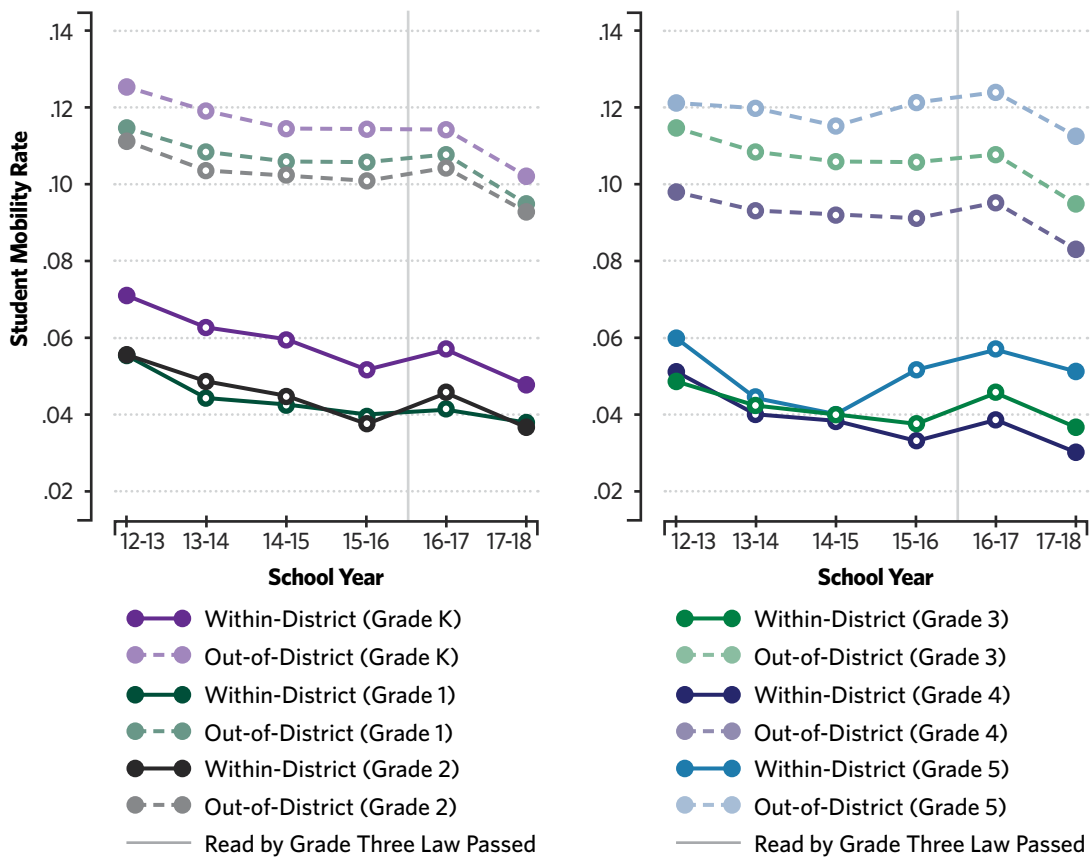 Student Mobility Rate
.14
.12
.10
.08
.06
.04
.02
12-13 13-14 14-15 15-16 16-17 17-18
School Year
Within-District (Grade K)
Out-of-District (Grade K)
Within-District (Grade 1)
Out-of-District (Grade 1)
Within-District (Grade 2)
Out-of-District (Grade 2)
Read by Grade Three Law Passed
.14
.12
.10
.08
.06
.04
.02
12-13 13-14 14-15 15-16 16-17 17-18
School Year
Within-District (Grade 3)
Out-of-District (Grade 3)
Within-District (Grade 4)
Out-of-District (Grade 4)
Within-District (Grade 5)
Out-of-District (Grade 5)
Read by Grade Three Law Passed